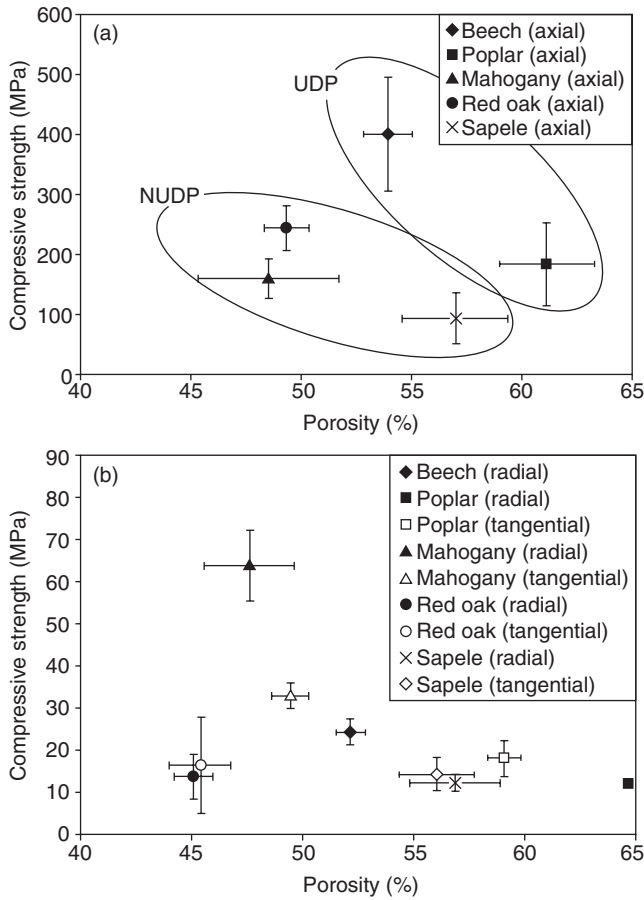 (a)
Compressive strength (MPa)
600
500
400
300
200
100
0
UDP
NUDP
Beech (axial)
Poplar (axial)
Mahogany (axial)
Red oak (axial)
Sapele (axial)
40 45 50 55 60 65
Porosity (%)
(b)
Compressive strength (MPa)
90
80
70
60
50
40
30
20
10
0
Beech (radial)
Poplar (radial)
Poplar (tangential)
Mahogany (radial)
Mahogany (tangential)
Red oak (radial)
Red oak (tangential)
Sapele (radial)
Sapele (tangential)
40 45 50 55 60 65
Porosity (%)